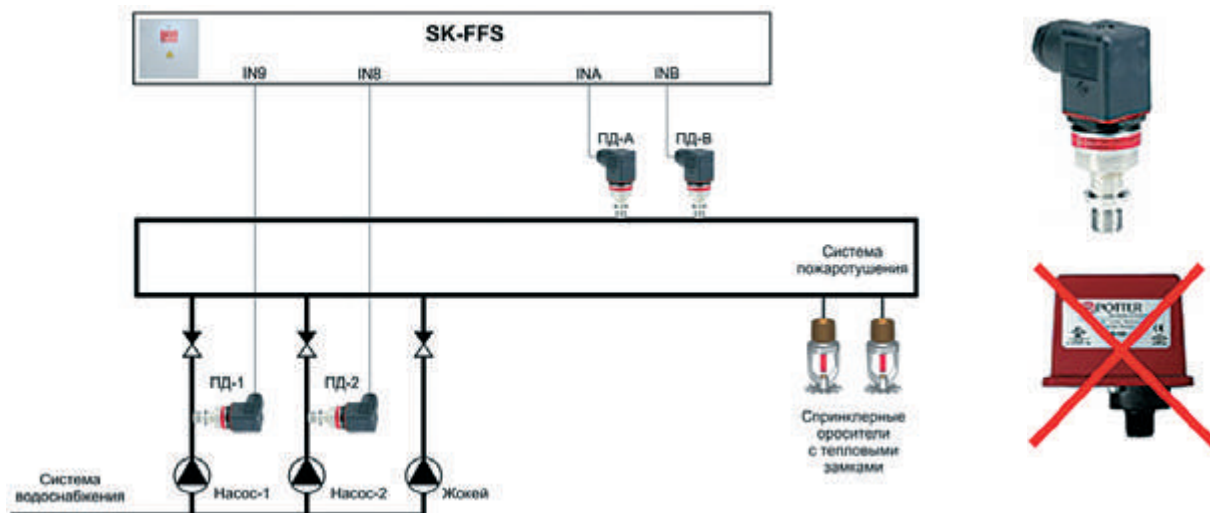 SK-FFS
IN9
IN8
INA
INB
ПД-А
ПД-В
Система
пожаротушения
ПД-1
ПД-2
Спринклерные
оросители
с тепловыми
замками
Система
водоснабжения
Насос-1
Насос-2
Жокей
POTTER